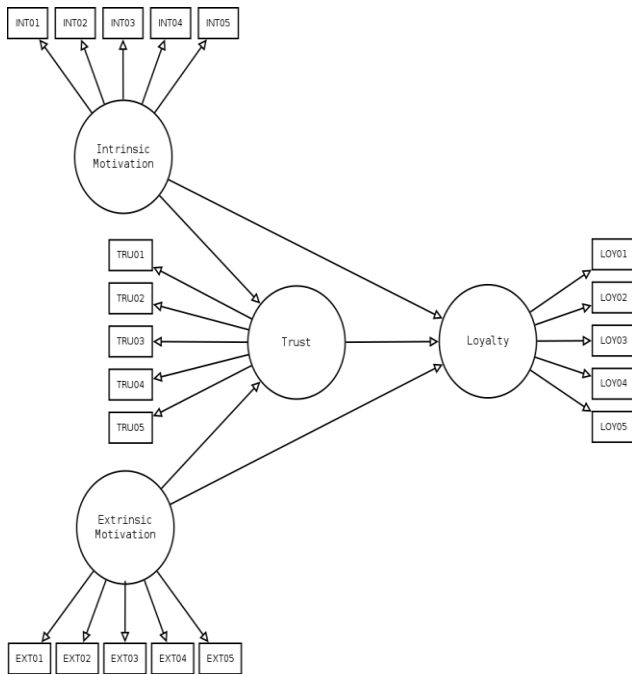 INT01
INT02
INT03
INT04
INT05
Intrinsic
Motivation
TRU01
TRU02
TRU03
TRU04
TRU05
Trust
Loyalty
LOY01
LOY02
LOY03
LOY04
LOY05
Extrinsic
Motivation
EXT01
EXT02
EXT03
EXT04
EXT05